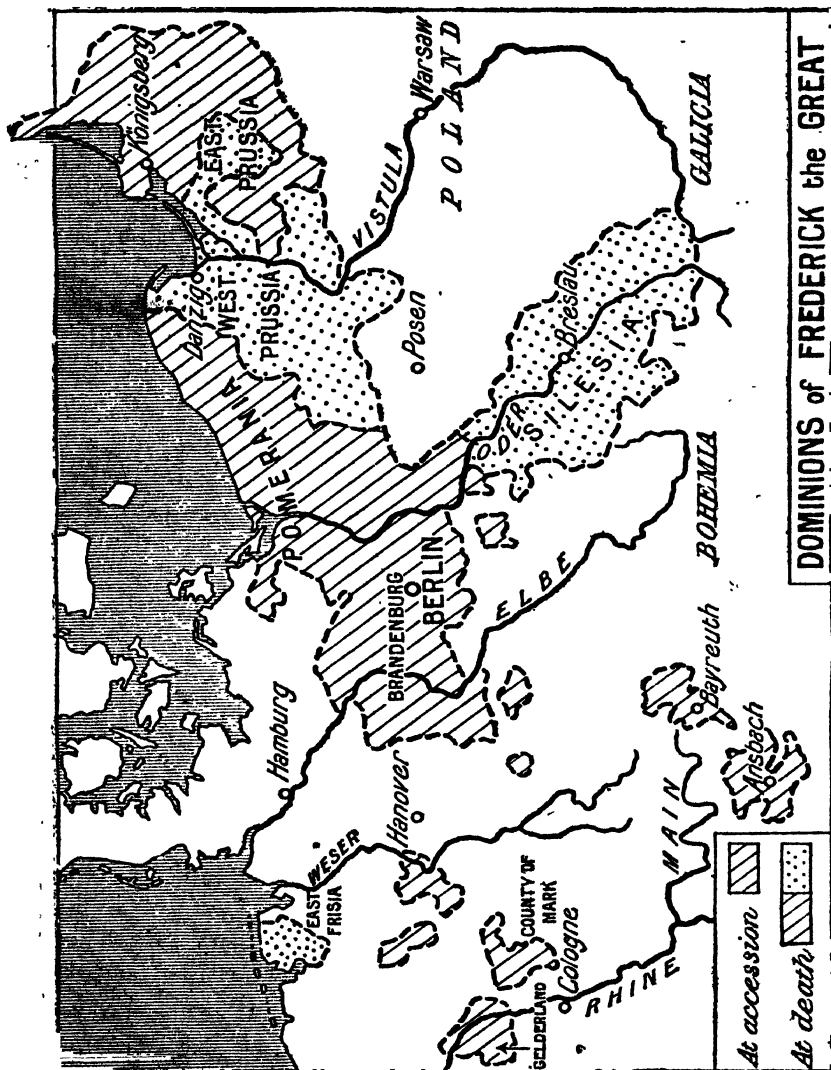 Königsberg
EAST
PRUSSIA
Danzig
WEST
PRUSSIA
POMERANIA
VISTULA
Warsaw
POLAND
Posen
Hamburg
BRANDENBURG
BERLIN
ODER
Breslau
SILESIA
GALICIA
ELBE
BOHEMIA
WESER
Hanover
EAST
FRISIA
COUNTY OF
MARK
Cologne
GELDERLAND
RHINE
MAIN
Bayreuth
Ansbach
At accession
At death
DOMINIONS of FREDERICK the GREAT